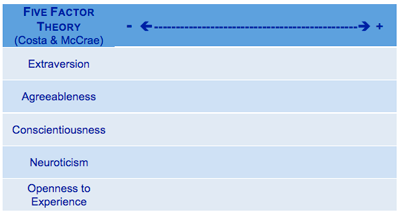 FIVE FACTOR
THEORY
(Costa & McCrae)
- ←-------------------------------------------→ +
Extraversion
Agreeableness
Conscientiousness
Neuroticism
Openness to
Experience